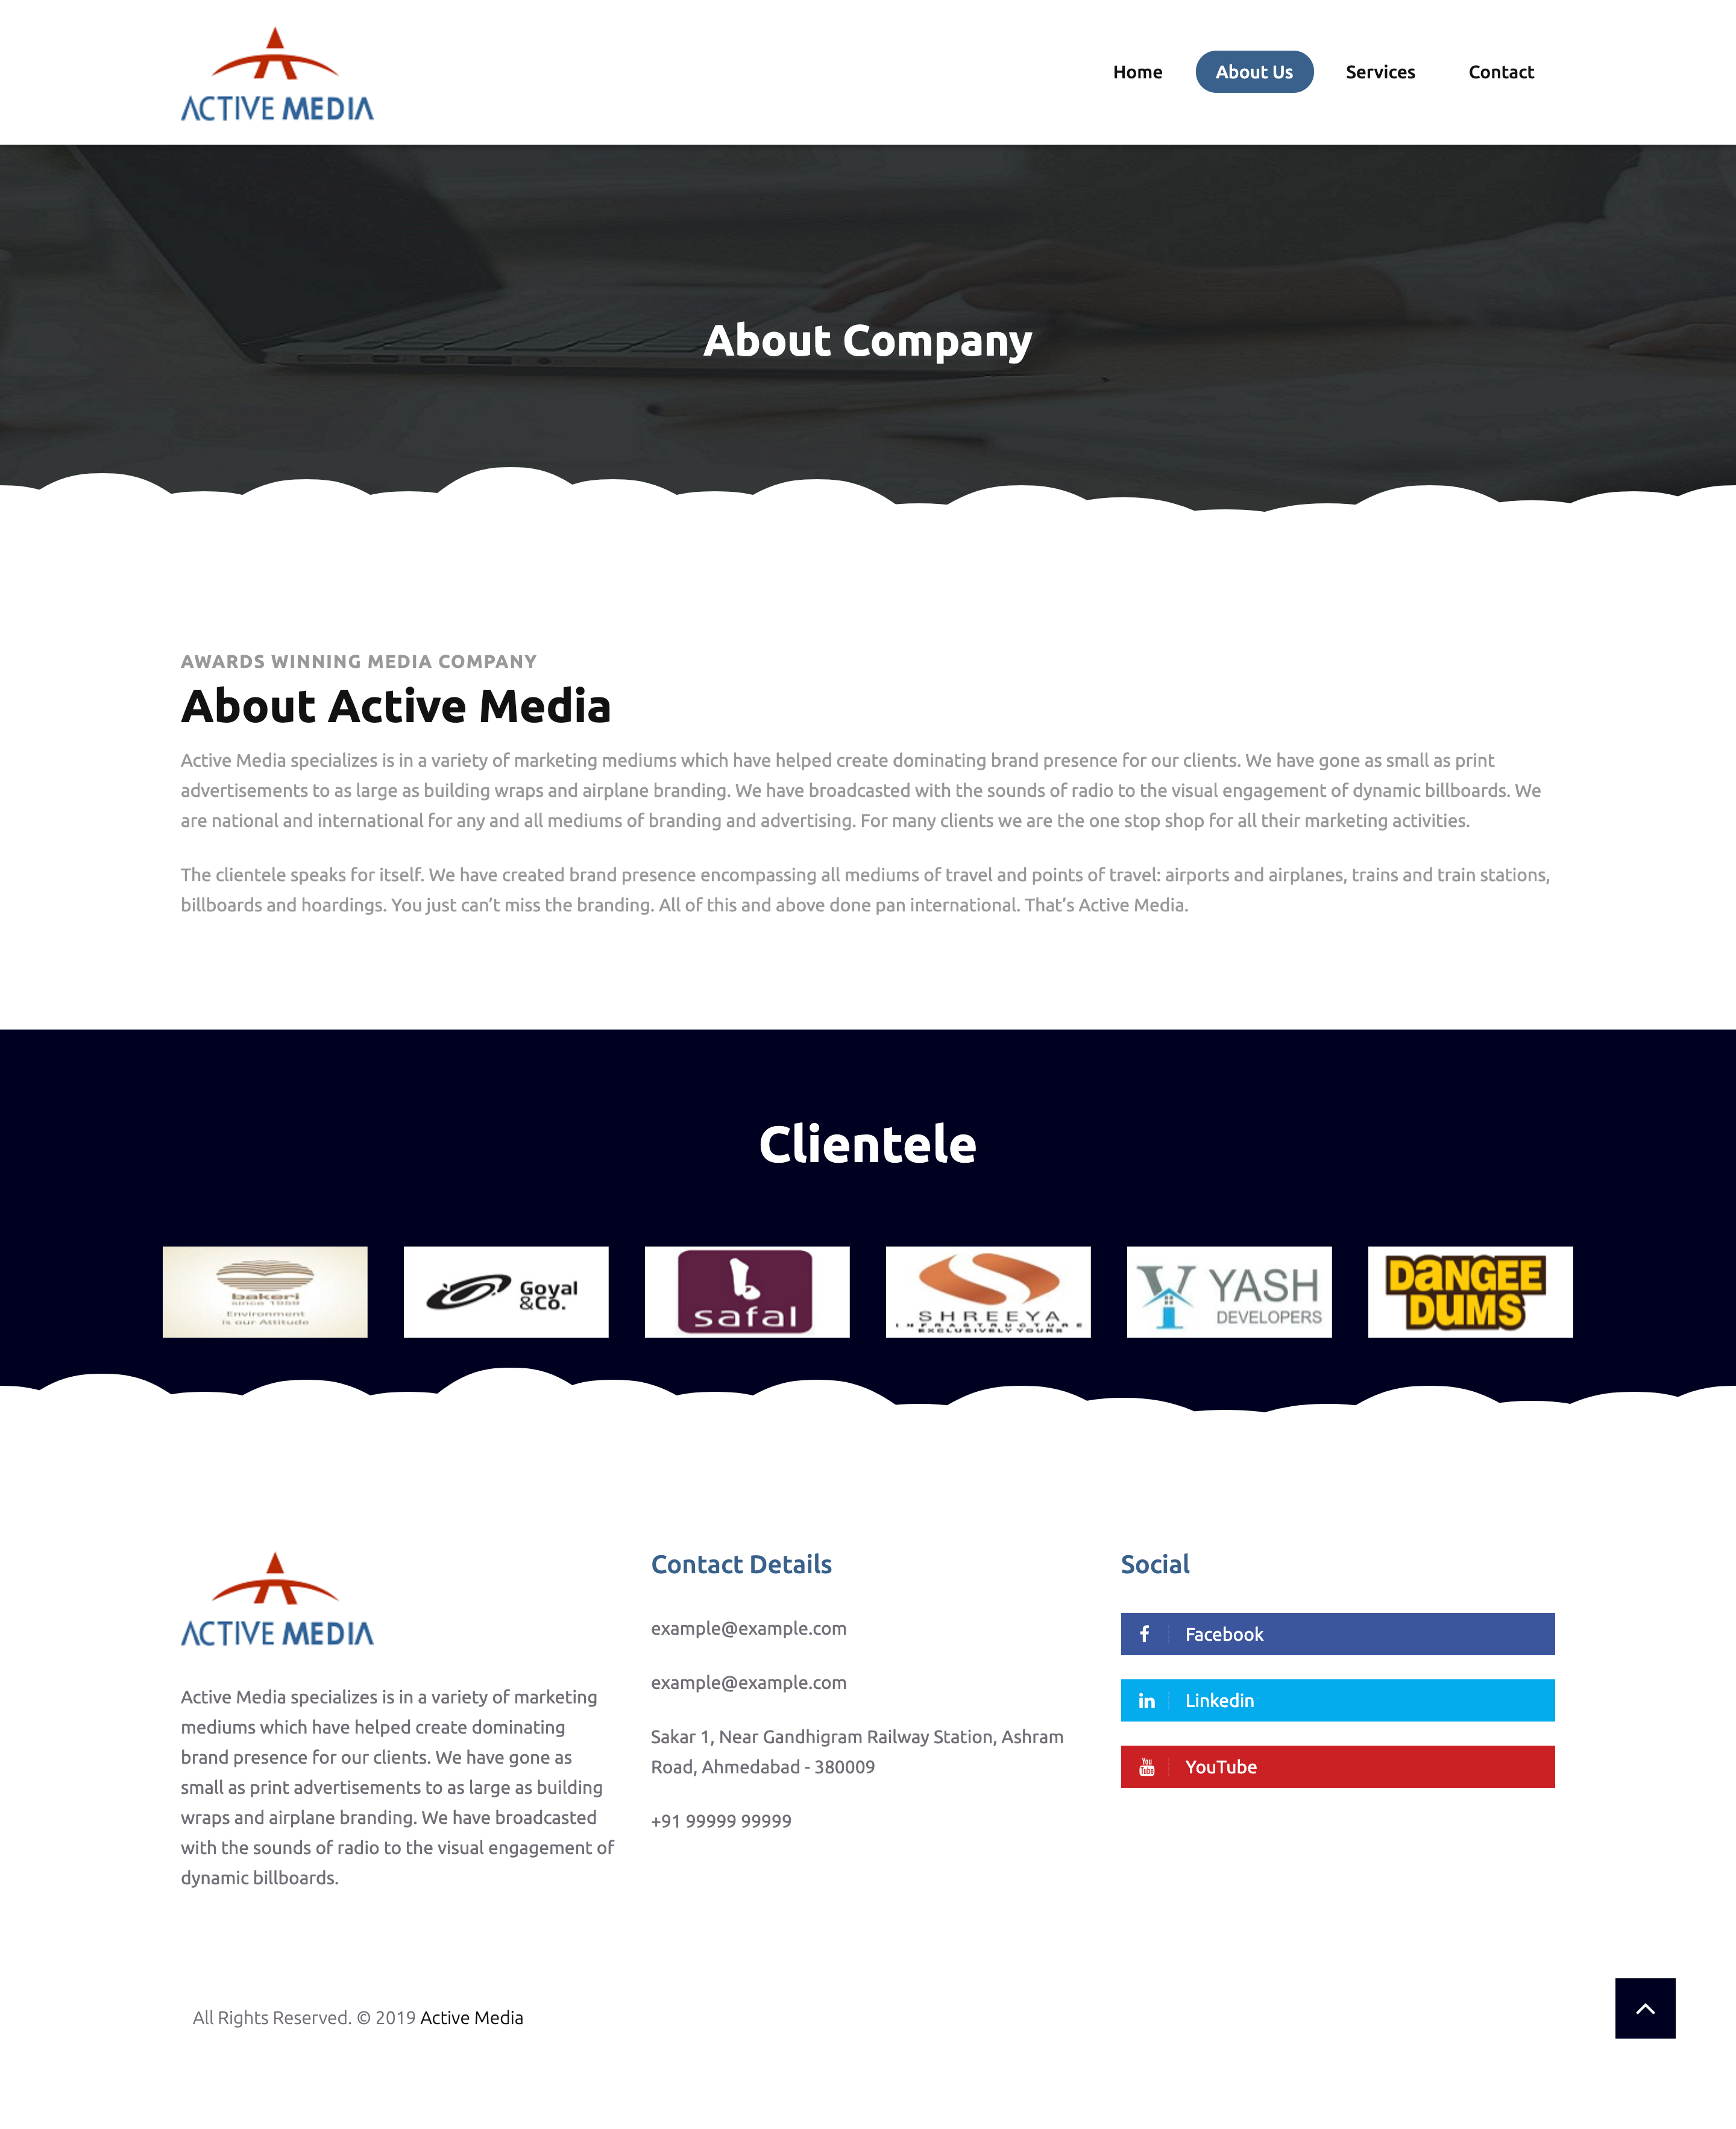 ACTIVE MEDIA
Home
About Us
Services
Contact
About Company
AWARDS WINNING MEDIA COMPANY
About Active Media
Active Media specializes is in a variety of marketing mediums which have helped create dominating brand presence for our clients. We have gone as small as print
advertisements to as large as building wraps and airplane branding. We have broadcasted with the sounds of radio to the visual engagement of dynamic billboards. We
are national and international for any and all mediums of branding and advertising. For many clients we are the one stop shop for all their marketing activities.
The clientele speaks for itself. We have created brand presence encompassing all mediums of travel and points of travel: airports and airplanes, trains and train stations,
billboards and hoardings. You just can’t miss the branding. All of this and above done pan international. That’s Active Media.
Clientele
bakeri
since 1959
Environment
is our Attitude
Goyal
&Co.
safal
SHREEYA
INFRASTRUCTURE
EXCLUSIVELY YOURS
YASH
DEVELOPERS
DANGEE
DUMS
ACTIVE MEDIA
Active Media specializes is in a variety of marketing
mediums which have helped create dominating
brand presence for our clients. We have gone as
small as print advertisements to as large as building
wraps and airplane branding. We have broadcasted
with the sounds of radio to the visual engagement of
dynamic billboards.
Contact Details
example@example.com
example@example.com
Sakar 1, Near Gandhigram Railway Station, Ashram
Road, Ahmedabad - 380009
+91 99999 99999
Social
Facebook
Linkedin
YouTube
All Rights Reserved. © 2019 Active Media